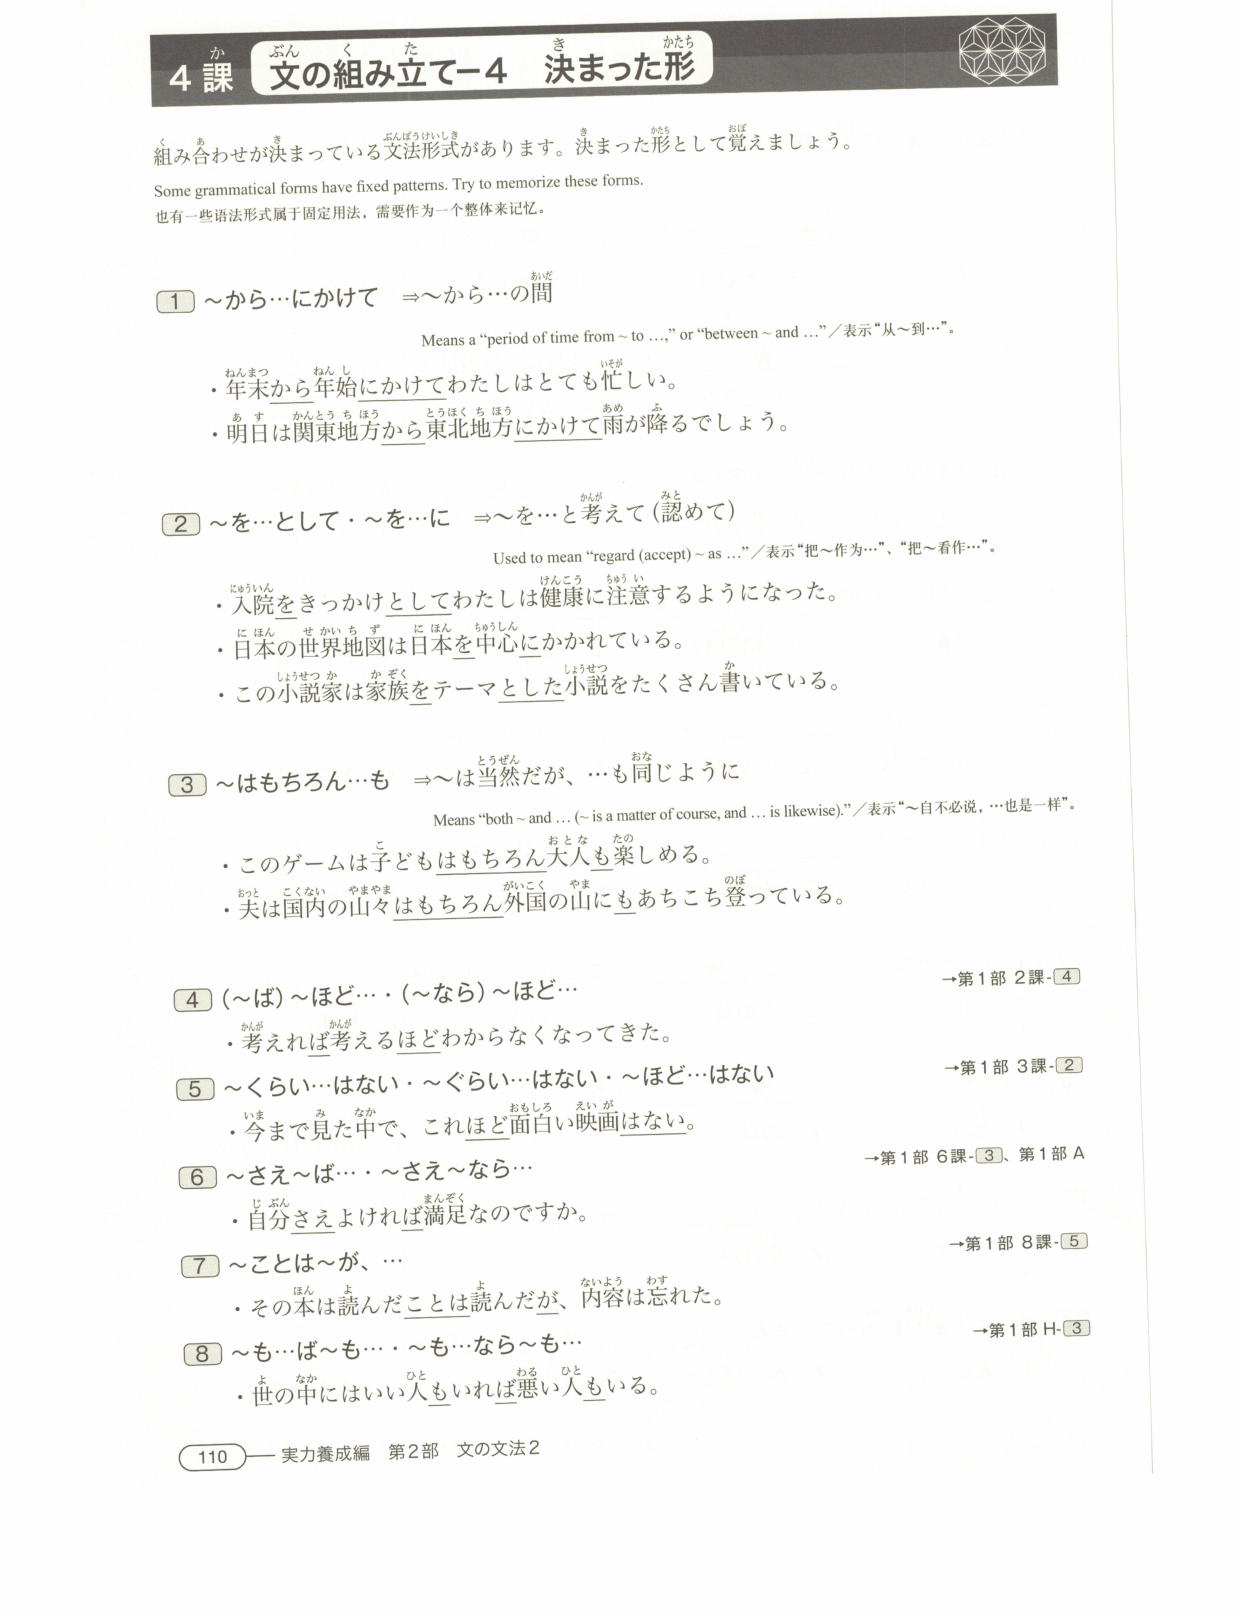 4課 文の組み立てー4 決まった形
組み合わせが決まっている文法形式があります。決まった形として覚えましょう。
Some grammatical forms have fixed patterns. Try to memorize these forms.
也有一些语法形式属于固定用法，需要作为一个整体来记忆。
1 ～から…にかけて ⇒～から…の間
Means a “period of time from ~ to …,” or “between ~ and …”／表示“从～到…”。
・年末から年始にかけてわたしはとても忙しい。
・明日は関東地方から東北地方にかけて雨が降るでしょう。
2 ～を…として・～を…に ⇒～を…と考えて（認めて）
Used to mean “regard (accept) ~ as …”／表示“把～作为…”、“把～看作…”。
・入院をきっかけとしてわたしは健康に注意するようになった。
・日本の世界地図は日本を中心にかかれている。
・この小説家は家族をテーマとした小説をたくさん書いている。
3 ～はもちろん…も ⇒～は当然だが、…も同じように
Means “both ~ and … (~ is a matter of course, and … is likewise).”／表示“～自不必说，…也是一样”。
・このゲームは子どもはもちろん大人も楽しめる。
・夫は国内の山々はもちろん外国の山にもあちこち登っている。
4 （～ば）～ほど…・（～なら）～ほど… →第1部 2課-4
・考えれば考えるほどわからなくなってきた。
5 ～くらい…はない・～ぐらい…はない・～ほど…はない →第1部 3課-2
・今まで見た中で、これほど面白い映画はない。
6 ～さえ～ば…・～さえ～なら… →第1部 6課-3、第1部 A
・自分さえよければ満足なのですか。
7 ～ことは～が、… →第1部 8課-5
・その本は読んだことは読んだが、内容は忘れた。
8 ～も…ば～も…・～も…なら～も… →第1部 H-3
・世の中にはいい人もいれば悪い人もいる。
110 実力養成編 第2部 文の文法2